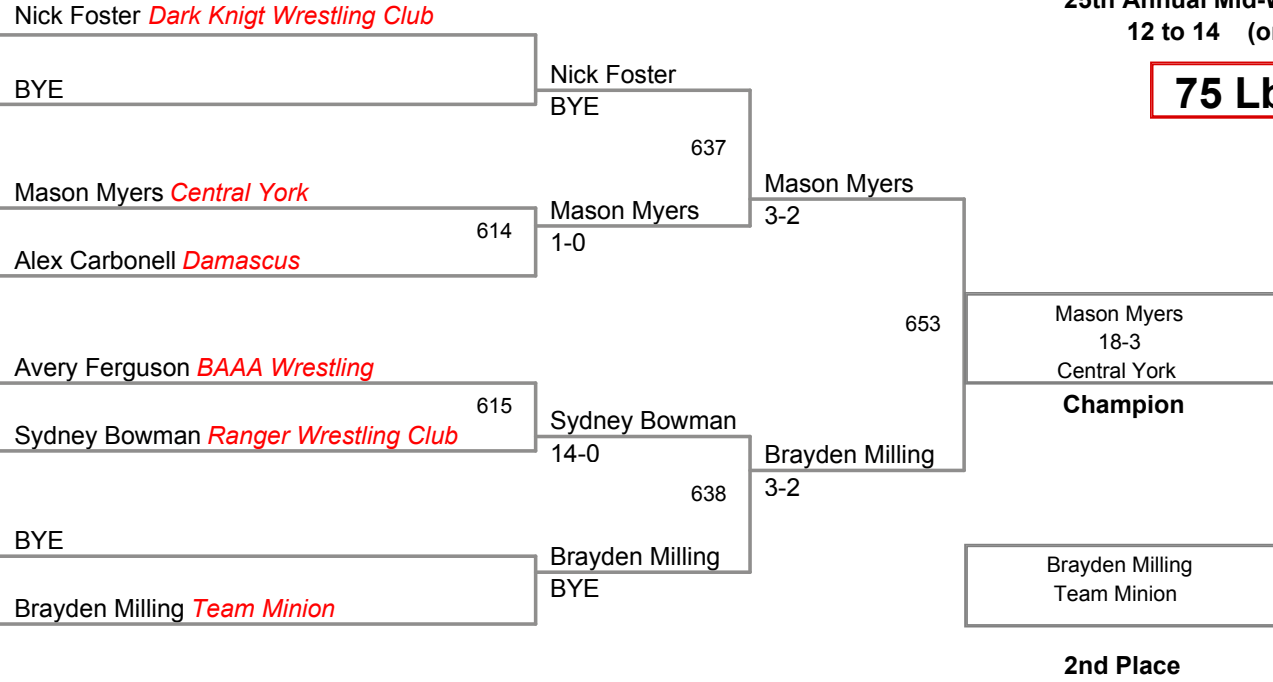 Nick Foster Dark Knigt Wrestling Club
BYE
Mason Myers Central York
614
Alex Carbonell Damascus
Avery Ferguson BAAA Wrestling
615
Sydney Bowman Ranger Wrestling Club
BYE
Brayden Milling Team Minion
Nick Foster
BYE
637
Mason Myers
1-0
Sydney Bowman
14-0
638
Brayden Milling
BYE
Mason Myers
3-2
653
Brayden Milling
3-2
25th Annual Mid-
12 to 14 (o
75 Lb
Mason Myers
18-3
Central York
Champion
Brayden Milling
Team Minion
2nd Place